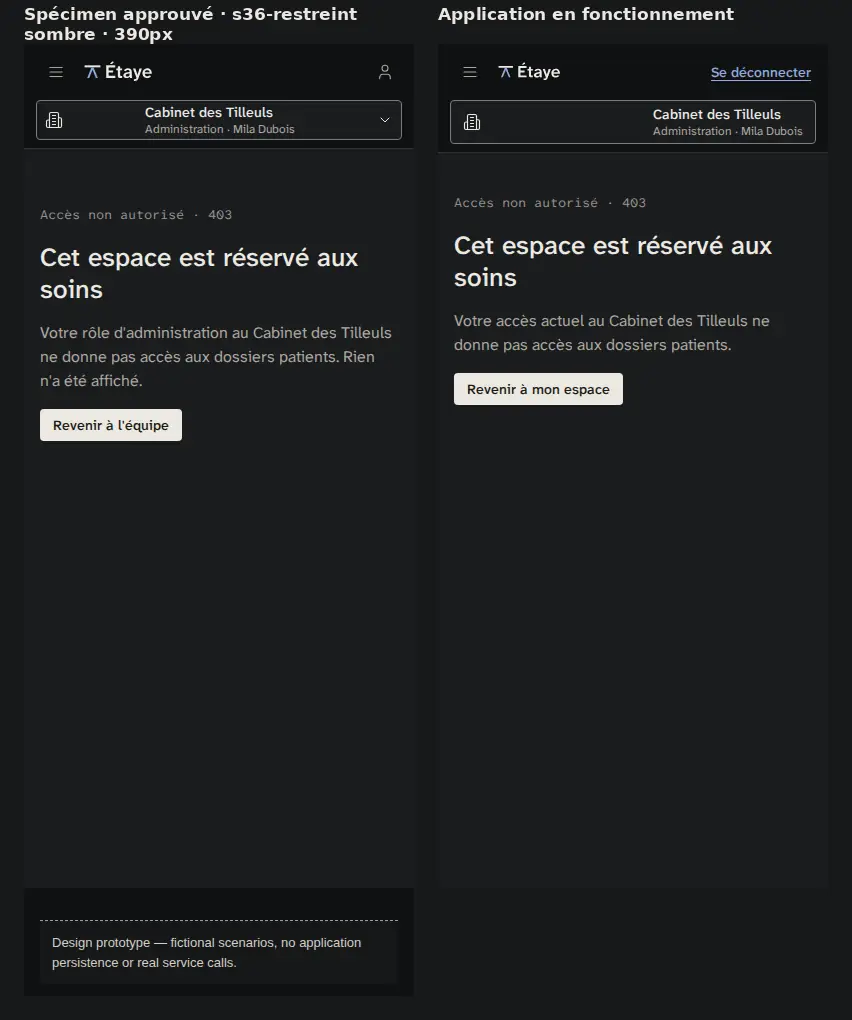 Spécimen approuvé · s36-restreint
sombre · 390px
Étaye
Cabinet des Tilleuls
Administration · Mila Dubois
Accès non autorisé · 403
Cet espace est réservé aux
soins
Votre rôle d'administration au Cabinet des Tilleuls
ne donne pas accès aux dossiers patients. Rien
n'a été affiché.
Revenir à l'équipe
Design prototype — fictional scenarios, no application
persistence or real service calls.
Application en fonctionnement
Étaye
Se déconnecter
Cabinet des Tilleuls
Administration · Mila Dubois
Accès non autorisé · 403
Cet espace est réservé aux
soins
Votre accès actuel au Cabinet des Tilleuls ne
donne pas accès aux dossiers patients.
Revenir à mon espace